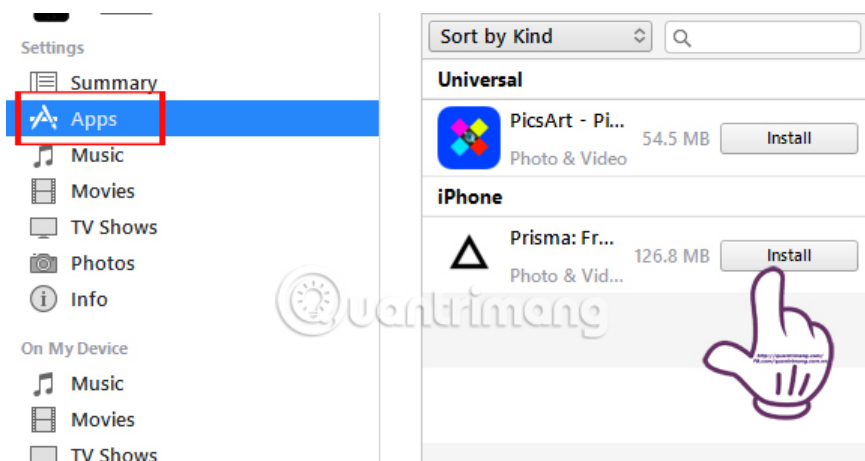 Settings
Summary
Apps
Music
Movies
TV Shows
Photos
Info
On My Device
Music
Movies
TV Shows
Sort by Kind
Universal
PicsArt - Pi...
Photo & Video
54.5 MB
Install
iPhone
Prisma: Fr...
Photo & Vid...
126.8 MB
Install
Quantrimang